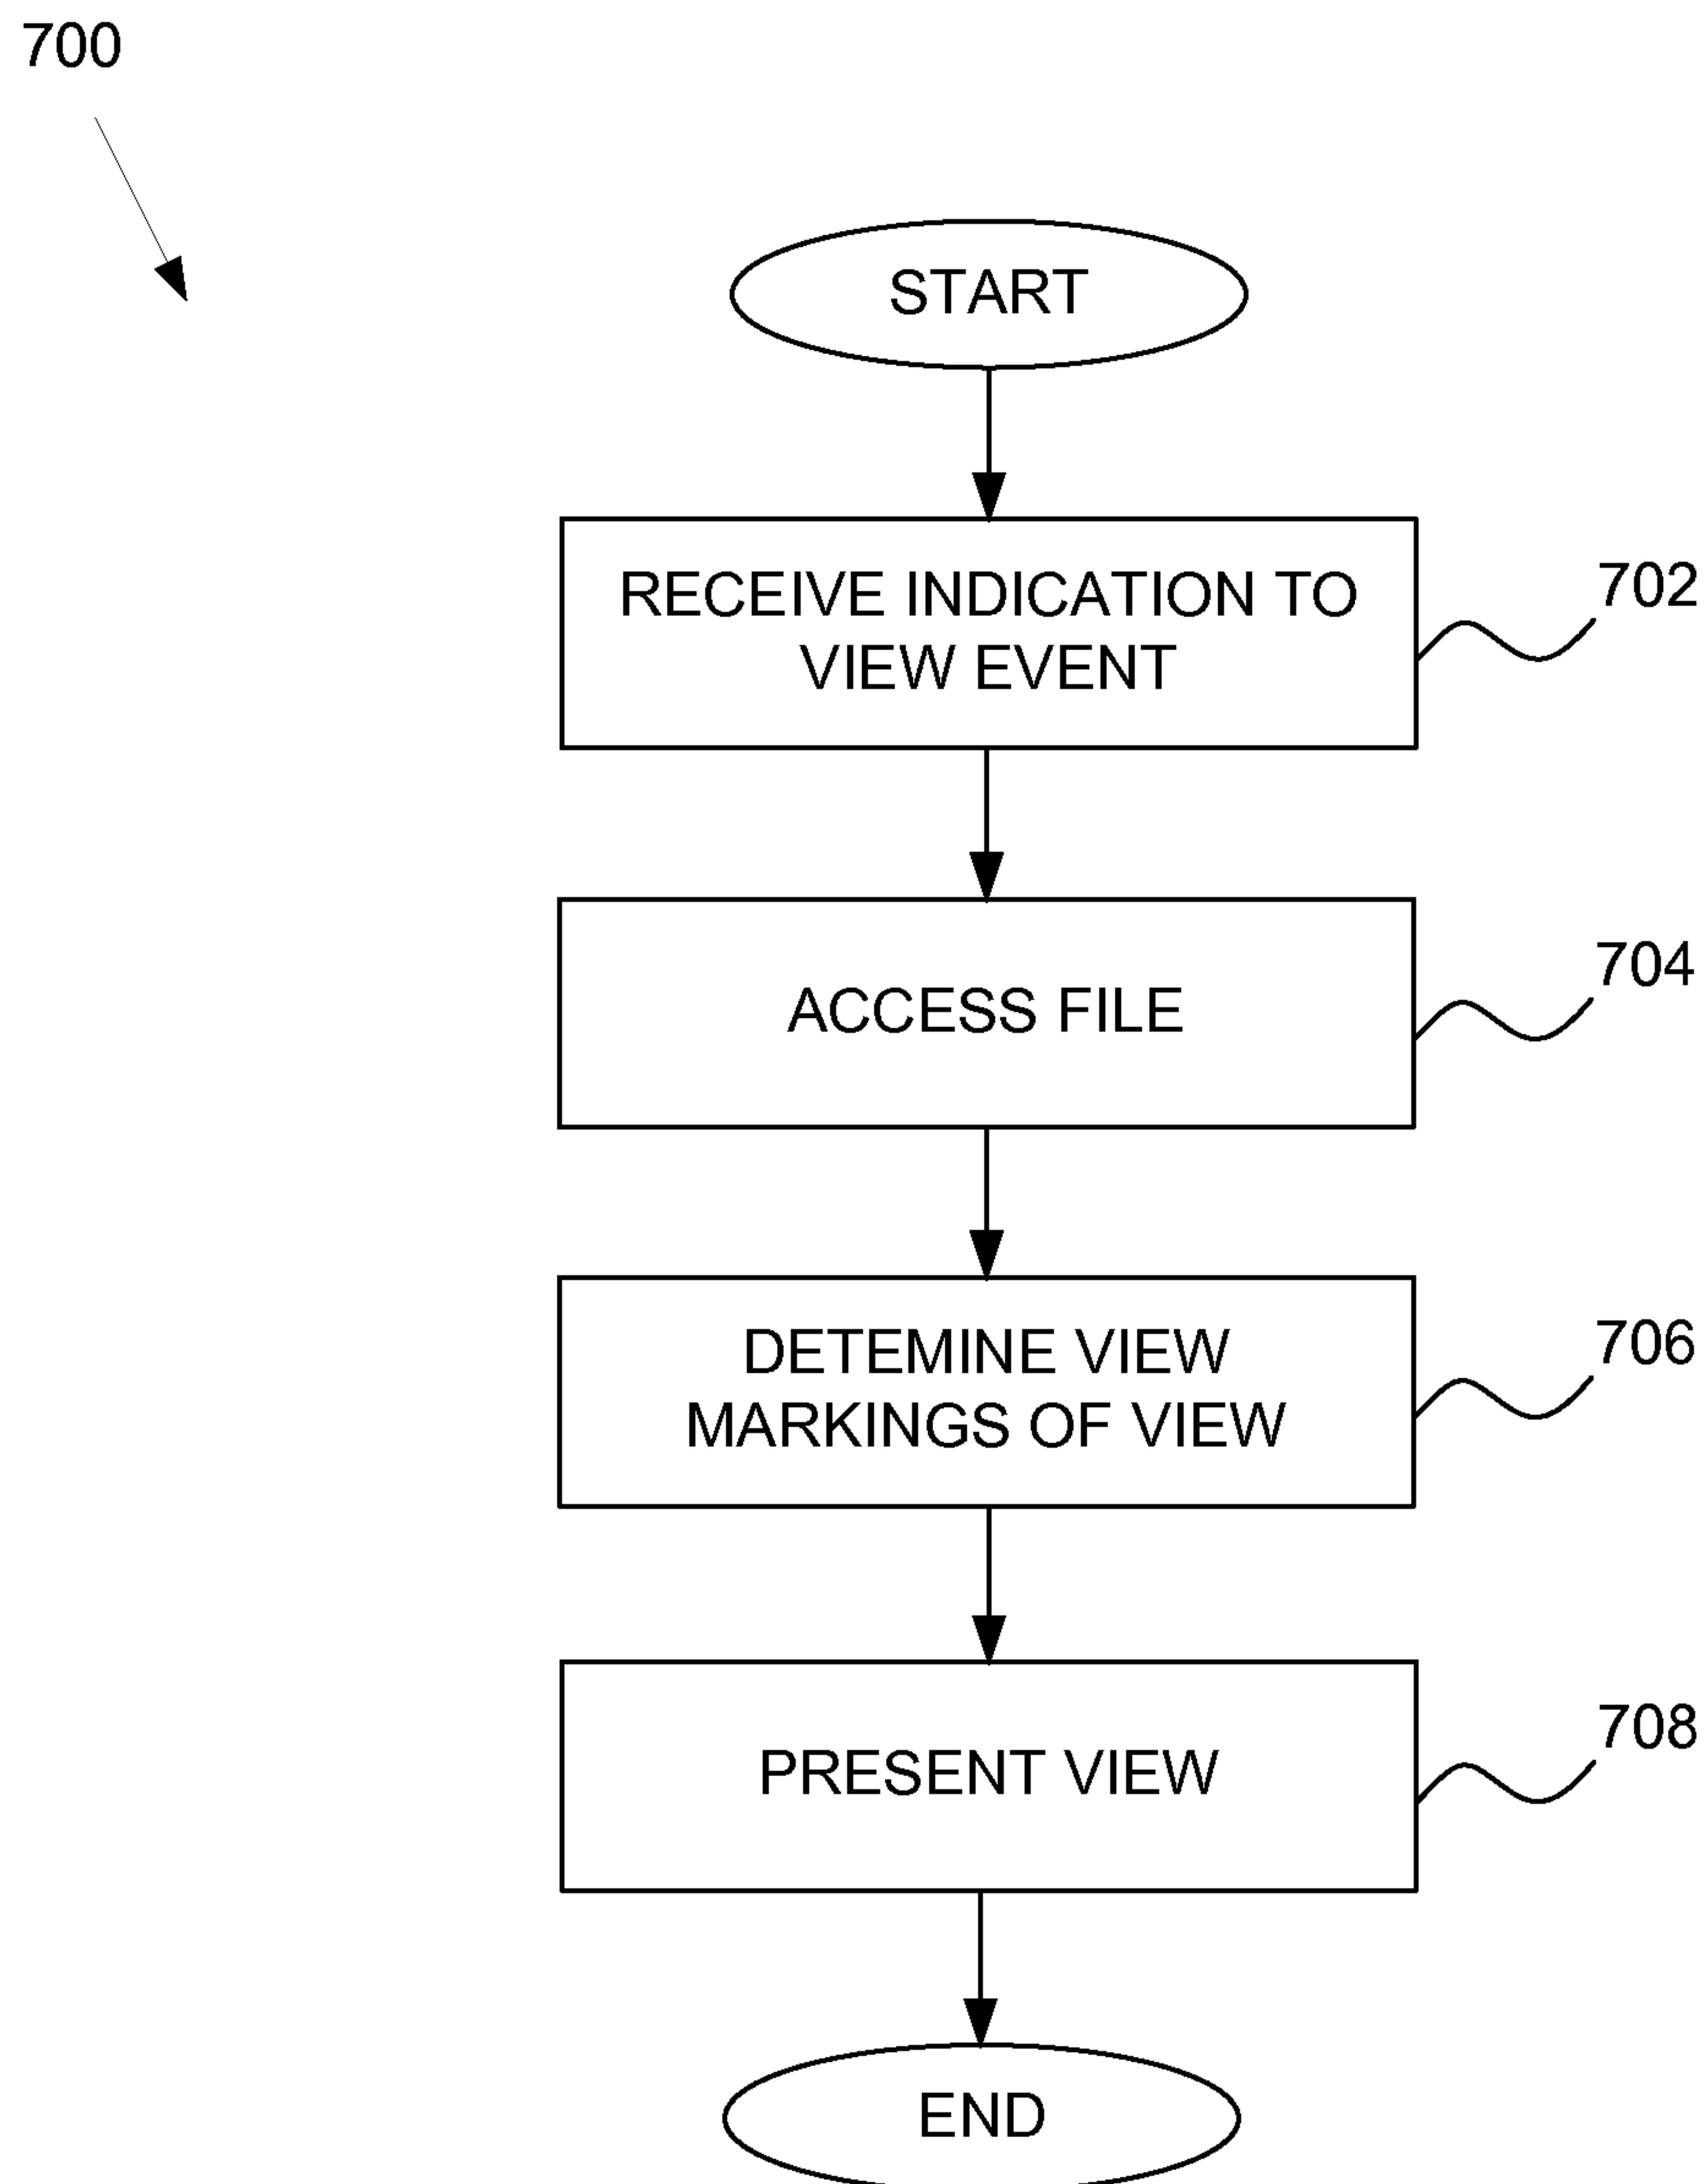 700
START
RECEIVE INDICATION TO
VIEW EVENT
702
ACCESS FILE
704
DETEMINE VIEW
MARKINGS OF VIEW
706
PRESENT VIEW
708
END